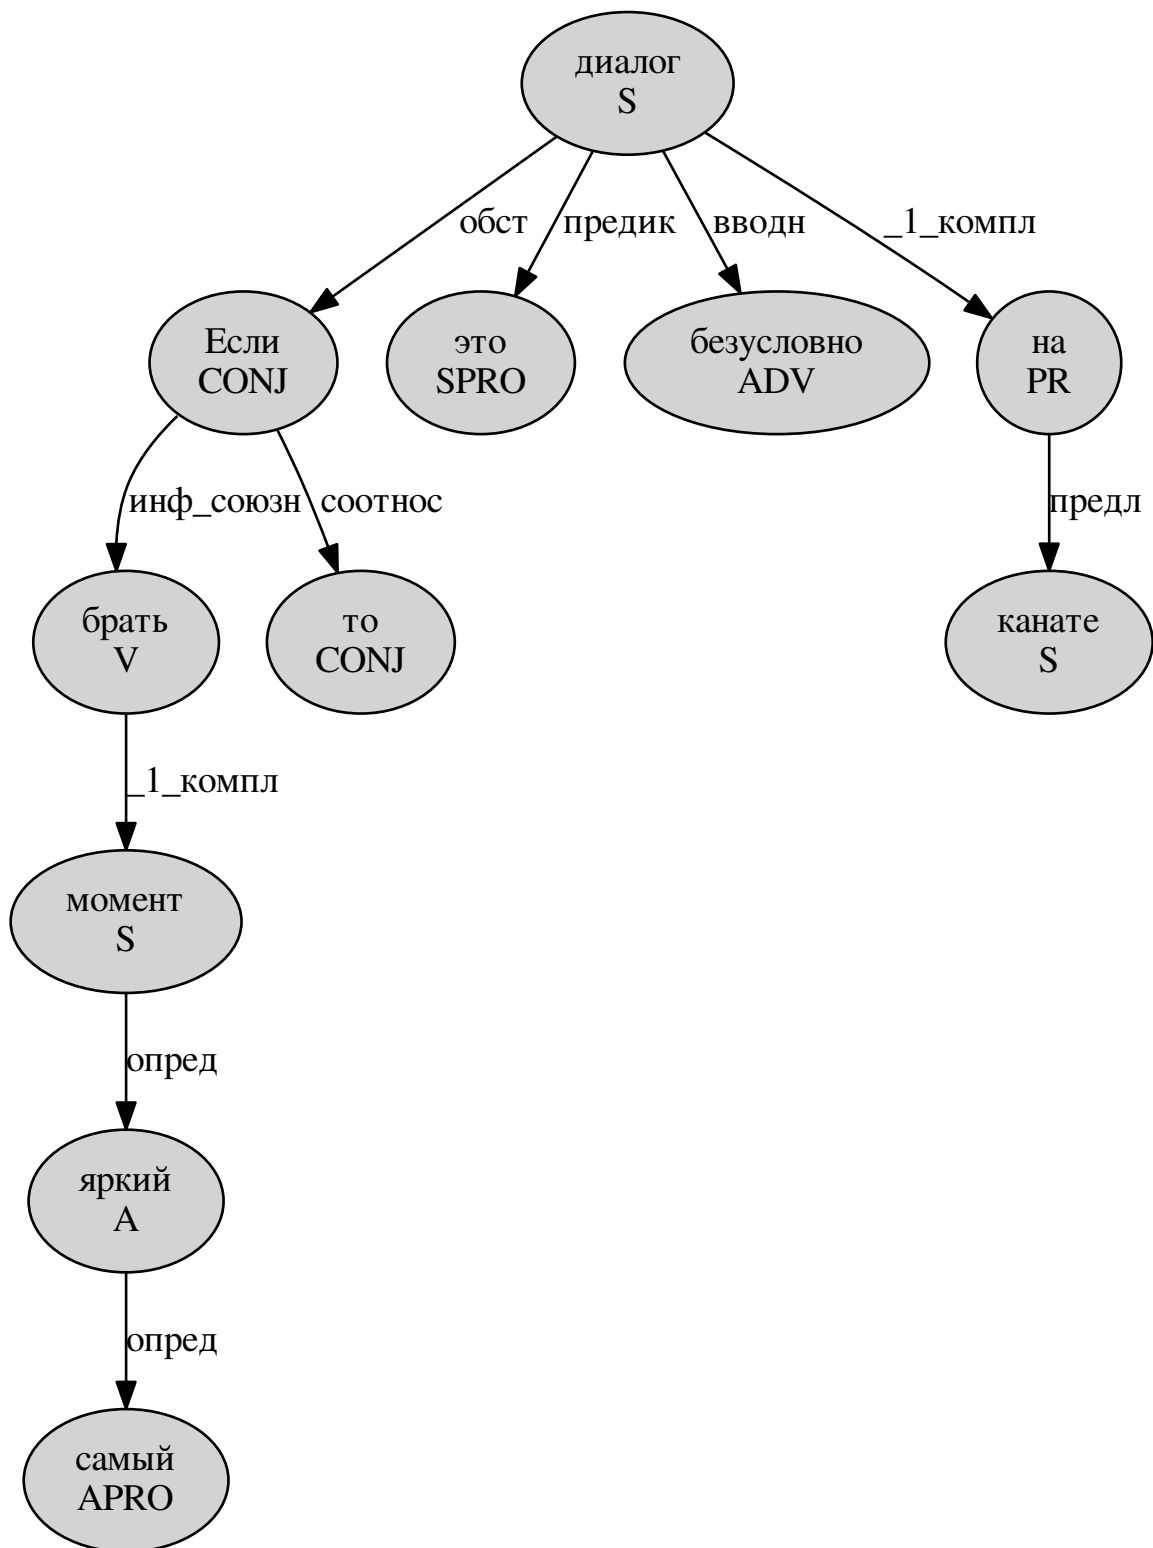 диалог
S
обст
предик
вводн
_1_компл
Если
CONJ
это
SPRO
безусловно
ADV
на
PR
инф_союзн
соотнос
предл
брать
V
то
CONJ
канате
S
_1_компл
момент
S
опред
яркий
A
опред
самый
APRO